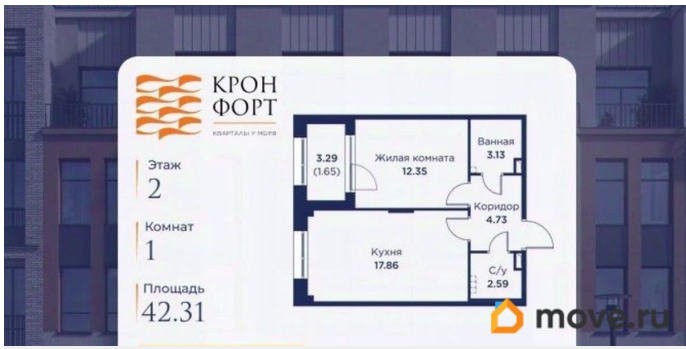 КРОН
ФОРТ
КВАРТАЛЫ У МОРЯ
Этаж
2
Комнат
1
Площадь
42.31
3.29
(1.65)
Жилая комната
12.35
Ванная
3.13
Коридор
4.73
Кухня
17.86
С/у
2.59
move.ru